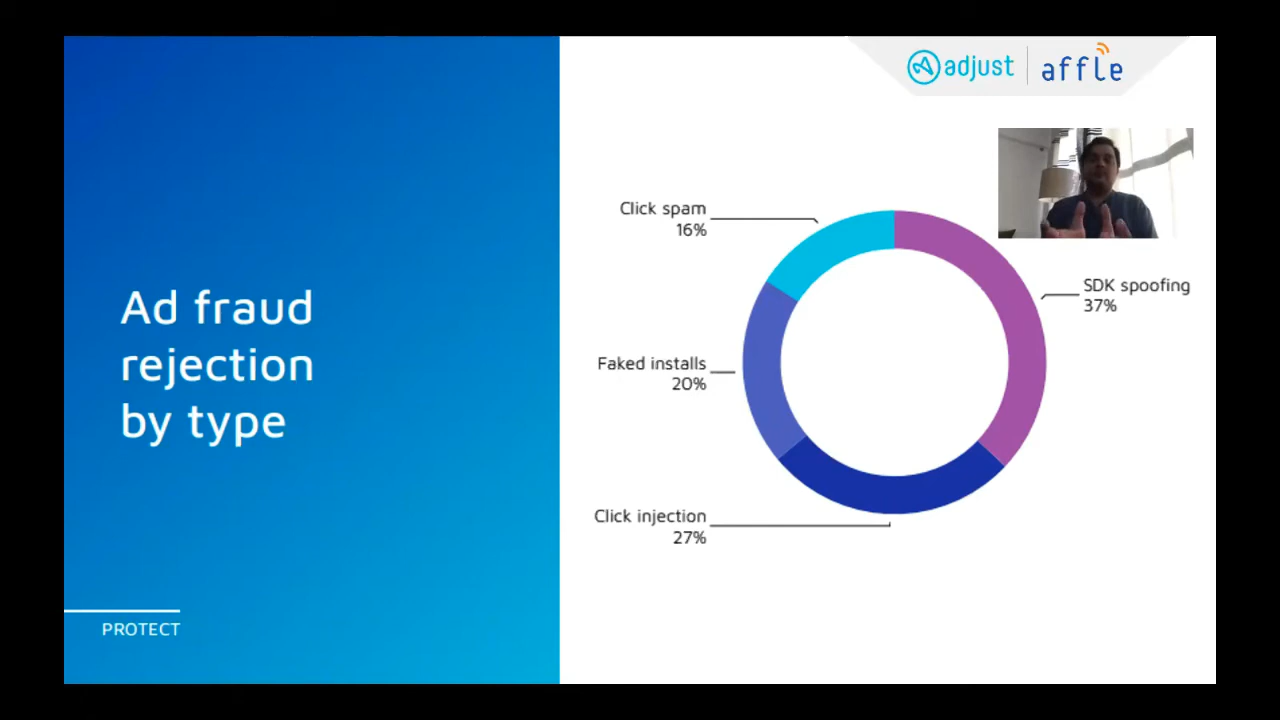 adjust
affle
Ad fraud
rejection
by type
PROTECT
Click spam
16%
SDK spoofing
37%
Faked installs
20%
Click injection
27%